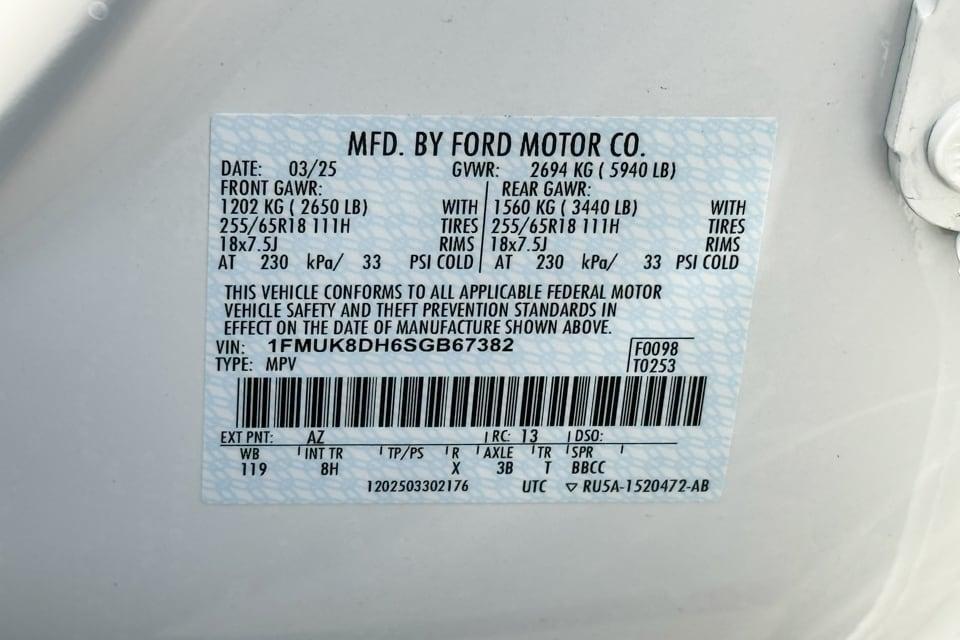 MFD. BY FORD MOTOR CO.
DATE: 03/25 GVWR: 2694 KG ( 5940 LB)
FRONT GAWR: REAR GAWR:
1202 KG ( 2650 LB) WITH 1560 KG ( 3440 LB) WITH
255/65R18 111H TIRES 255/65R18 111H TIRES
18x7.5J RIMS 18x7.5J RIMS
AT 230 kPa/ 33 PSI COLD AT 230 kPa/ 33 PSI COLD
THIS VEHICLE CONFORMS TO ALL APPLICABLE FEDERAL MOTOR
VEHICLE SAFETY AND THEFT PREVENTION STANDARDS IN
EFFECT ON THE DATE OF MANUFACTURE SHOWN ABOVE.
VIN: 1FMUK8DH6SGB67382 F0098
TYPE: MPV T0253
EXT PNT: AZ RC: 13 DSO:
WB INT TR TP/PS R AXLE TR SPR
119 8H X 3B T BBCC
1202503302176 UTC ▽ RU5A-1520472-AB